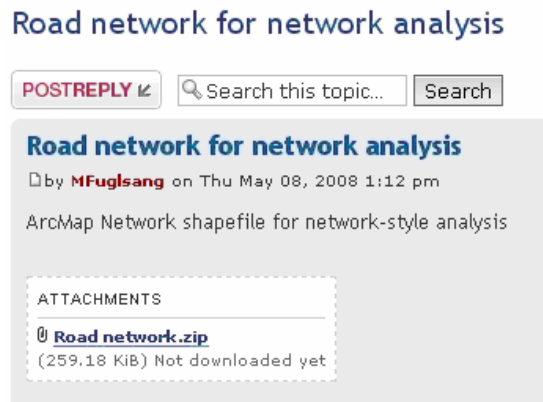 Road network for network analysis
POSTREPLY
Search this topic... Search
Road network for network analysis
by MFuglsang on Thu May 08, 2008 1:12 pm
ArcMap Network shapefile for network-style analysis
ATTACHMENTS
Road network.zip
(259.18 KiB) Not downloaded yet